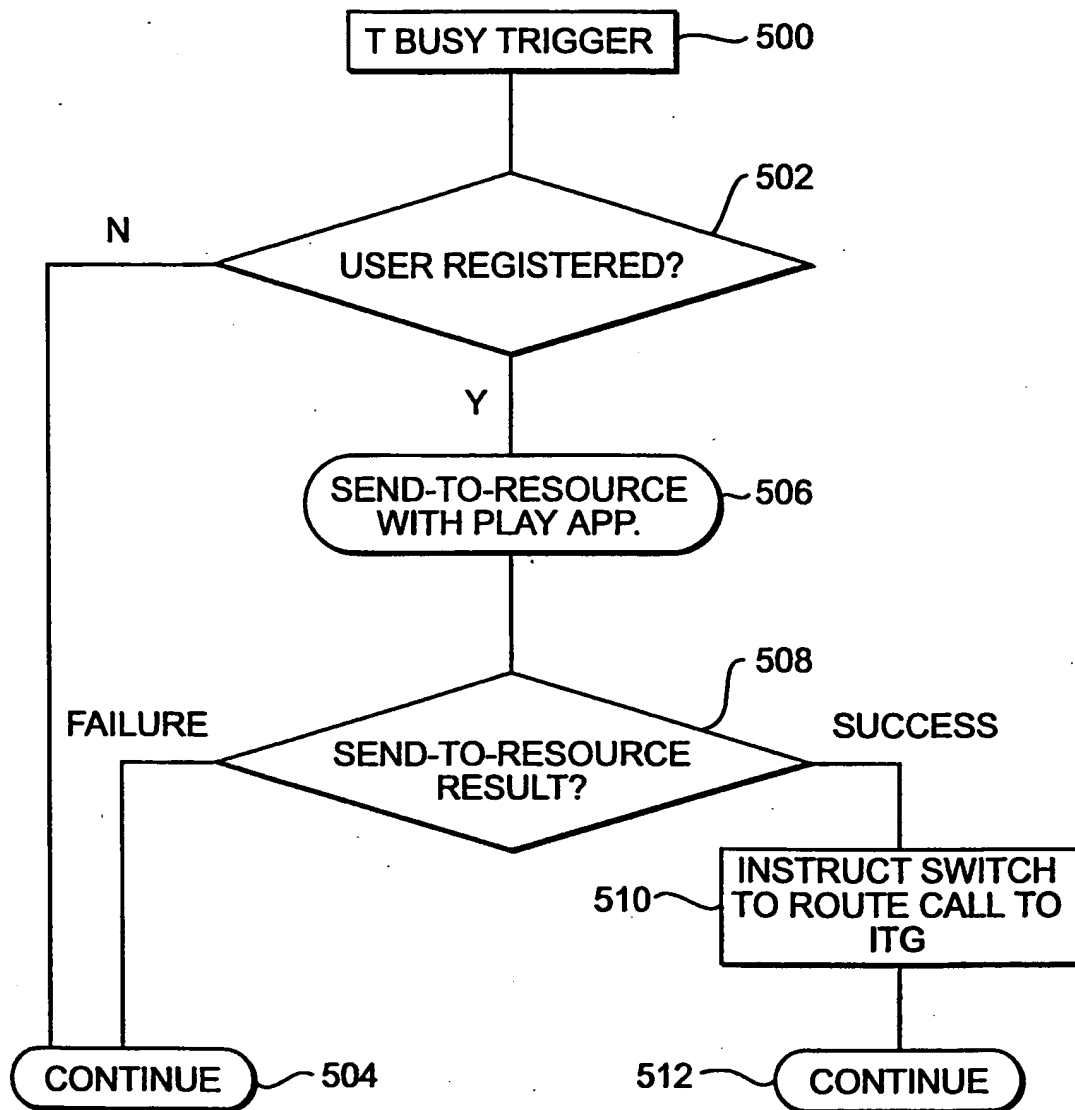 T BUSY TRIGGER
500
502
N
USER REGISTERED?
Y
SEND-TO-RESOURCE
WITH PLAY APP.
506
508
FAILURE
SUCCESS
SEND-TO-RESOURCE
RESULT?
510
INSTRUCT SWITCH
TO ROUTE CALL TO
ITG
CONTINUE
504
512
CONTINUE